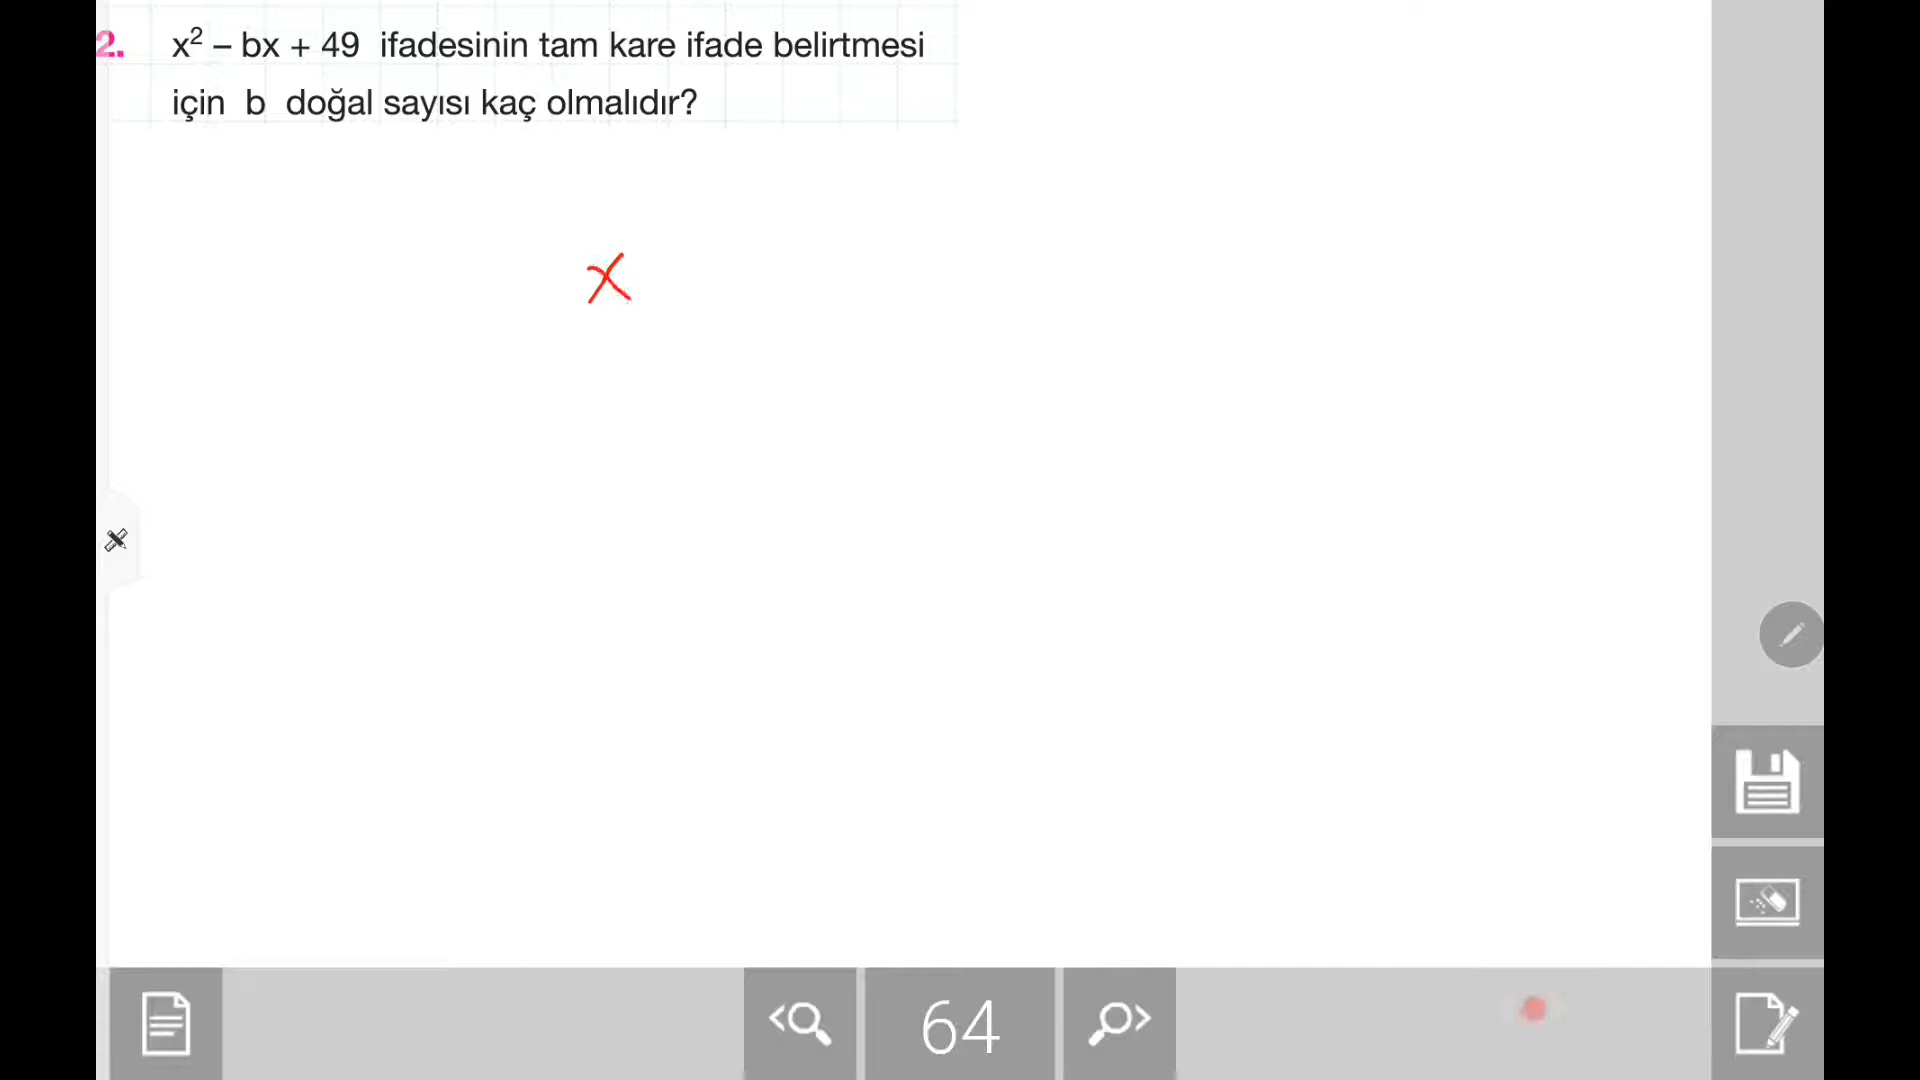 2. x² – bx + 49 ifadesinin tam kare ifade belirtmesi
için b doğal sayısı kaç olmalıdır?
x
64